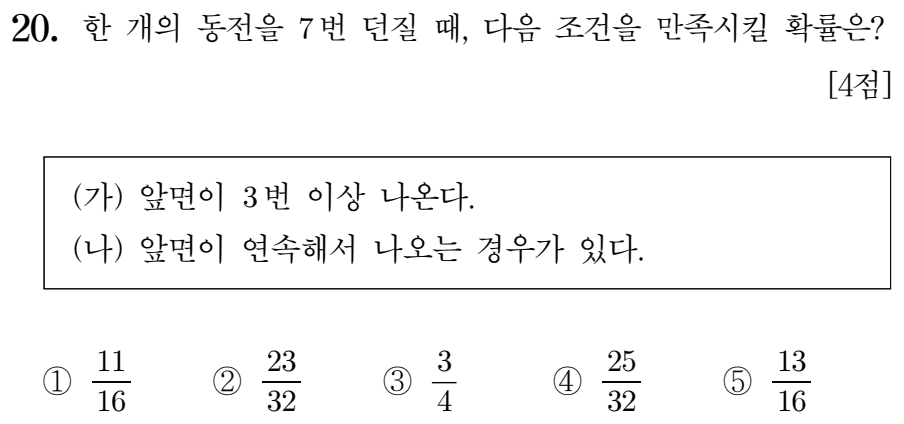 20. 한 개의 동전을 7번 던질 때, 다음 조건을 만족시킬 확률은?
[4점]
(가) 앞면이 3번 이상 나온다.
(나) 앞면이 연속해서 나오는 경우가 있다.
① 11/16 ② 23/32 ③ 3/4 ④ 25/32 ⑤ 13/16